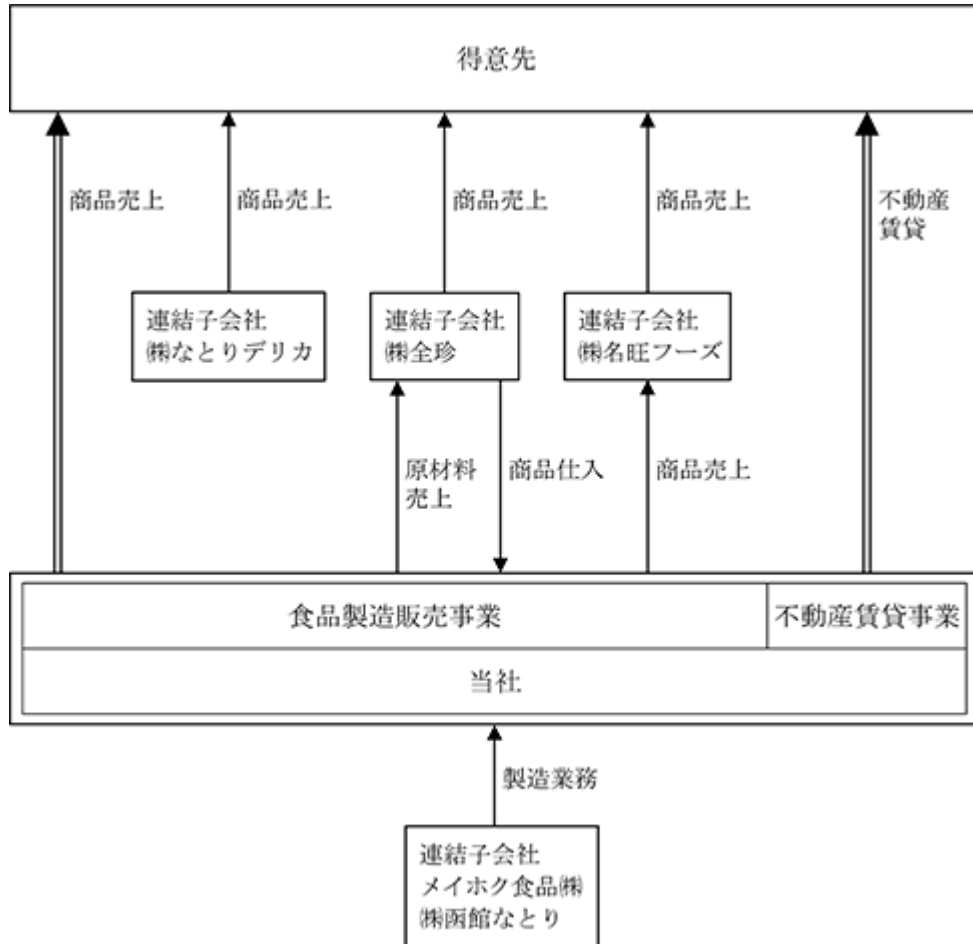 得意先
商品売上
商品売上
商品売上
商品売上
不動産
賃貸
連結子会社
㈱なとりデリカ
連結子会社
㈱全珍
連結子会社
㈱名旺フーズ
原材料
売上
商品仕入
商品売上
食品製造販売事業
不動産賃貸事業
当社
製造業務
連結子会社
メイホク食品㈱
㈱函館なとり